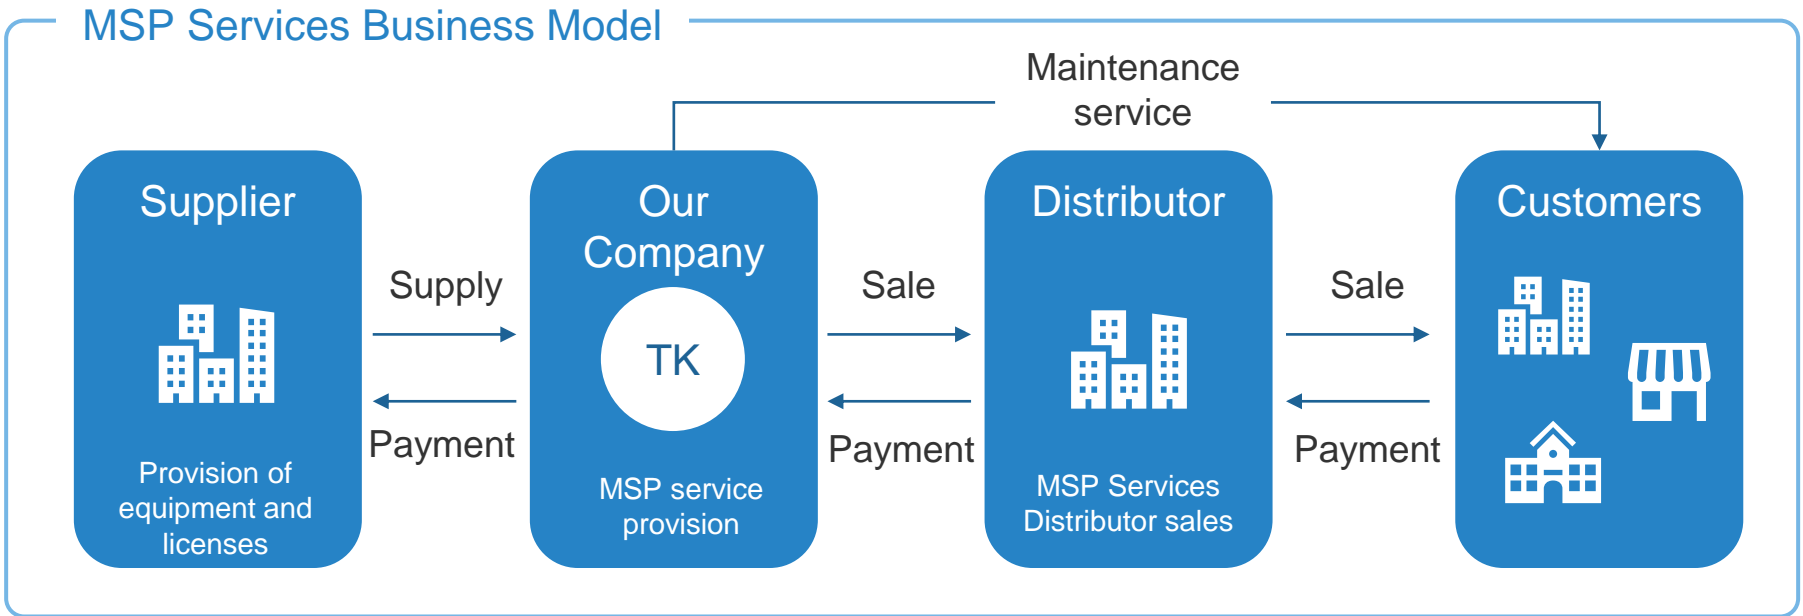 MSP Services Business Model
Maintenance
service
Supplier
Our
Company
Distributor
Customers
Supply
Sale
Sale
TK
Payment
Payment
Payment
Provision of
equipment and
licenses
MSP service
provision
MSP Services
Distributor sales